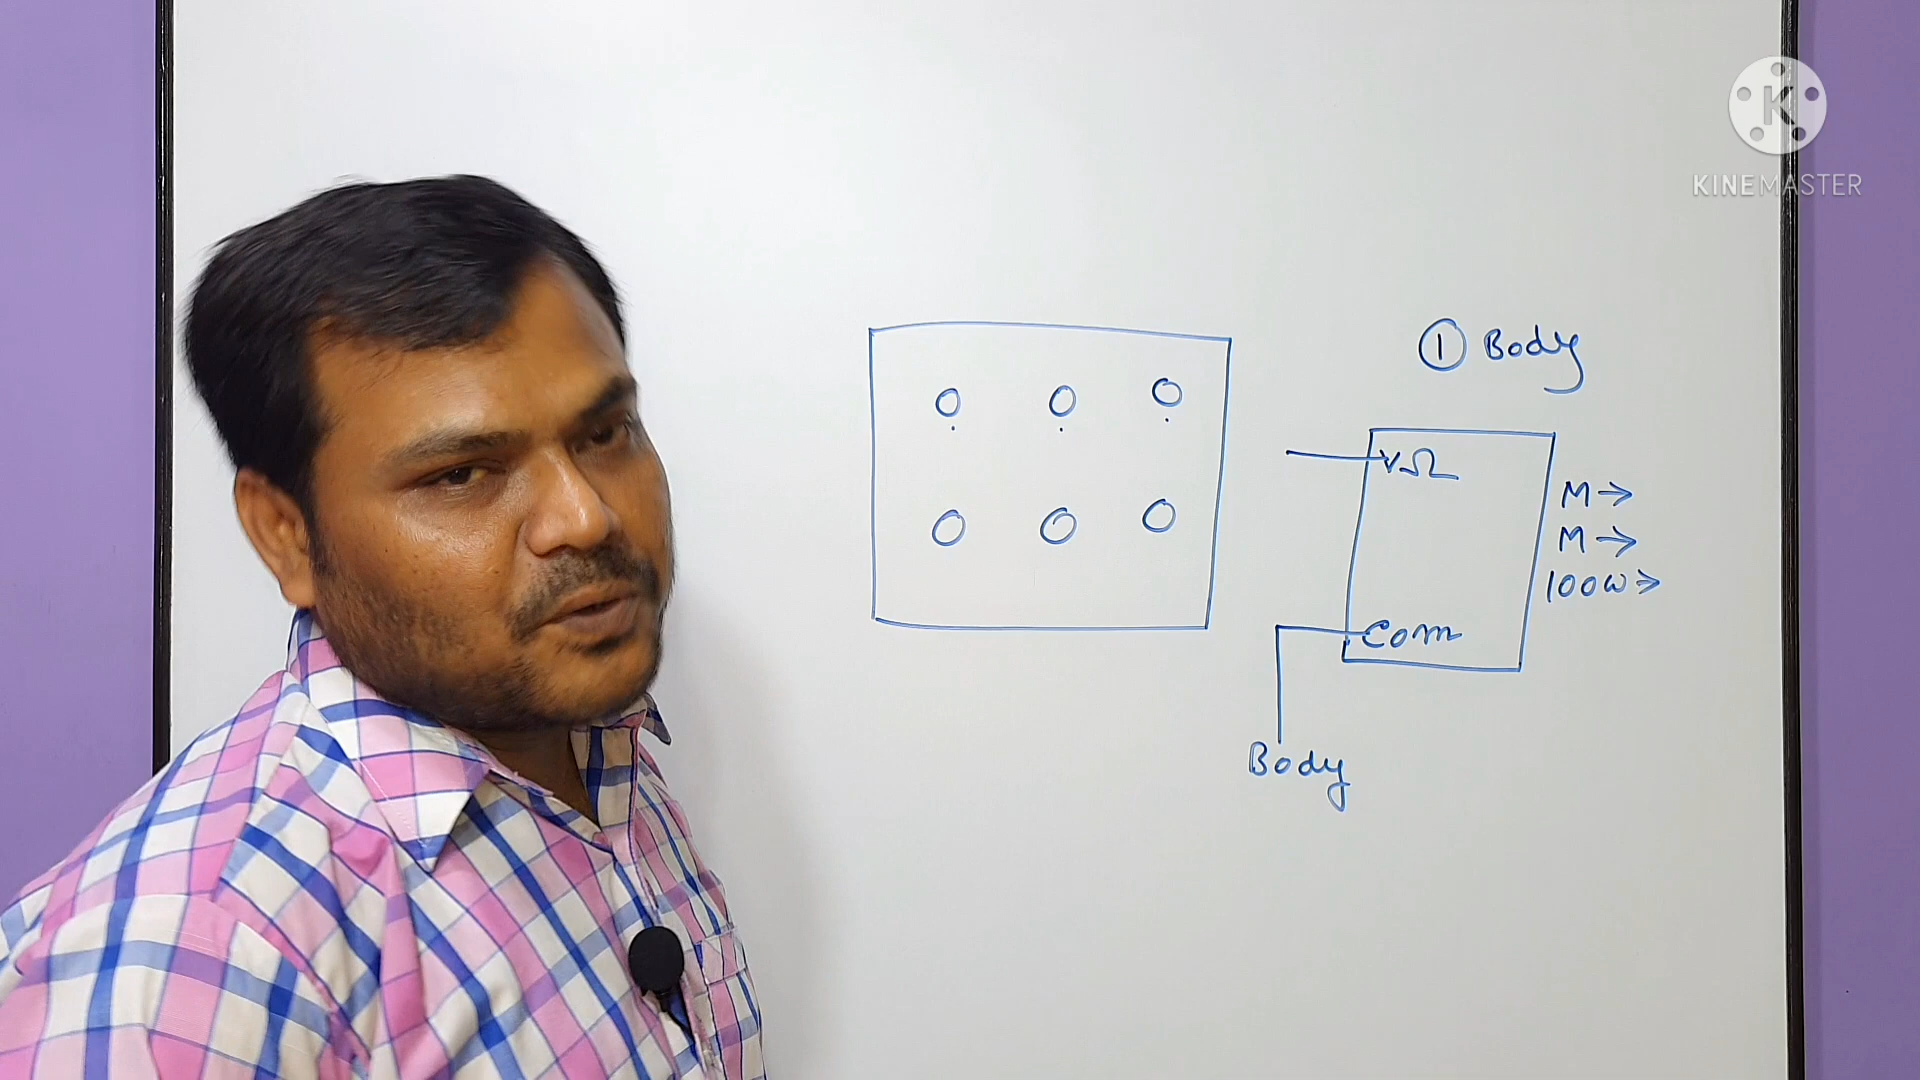 K
KINEMASTER
① Body
VΩ
M→
M→
100W→
Com
Body